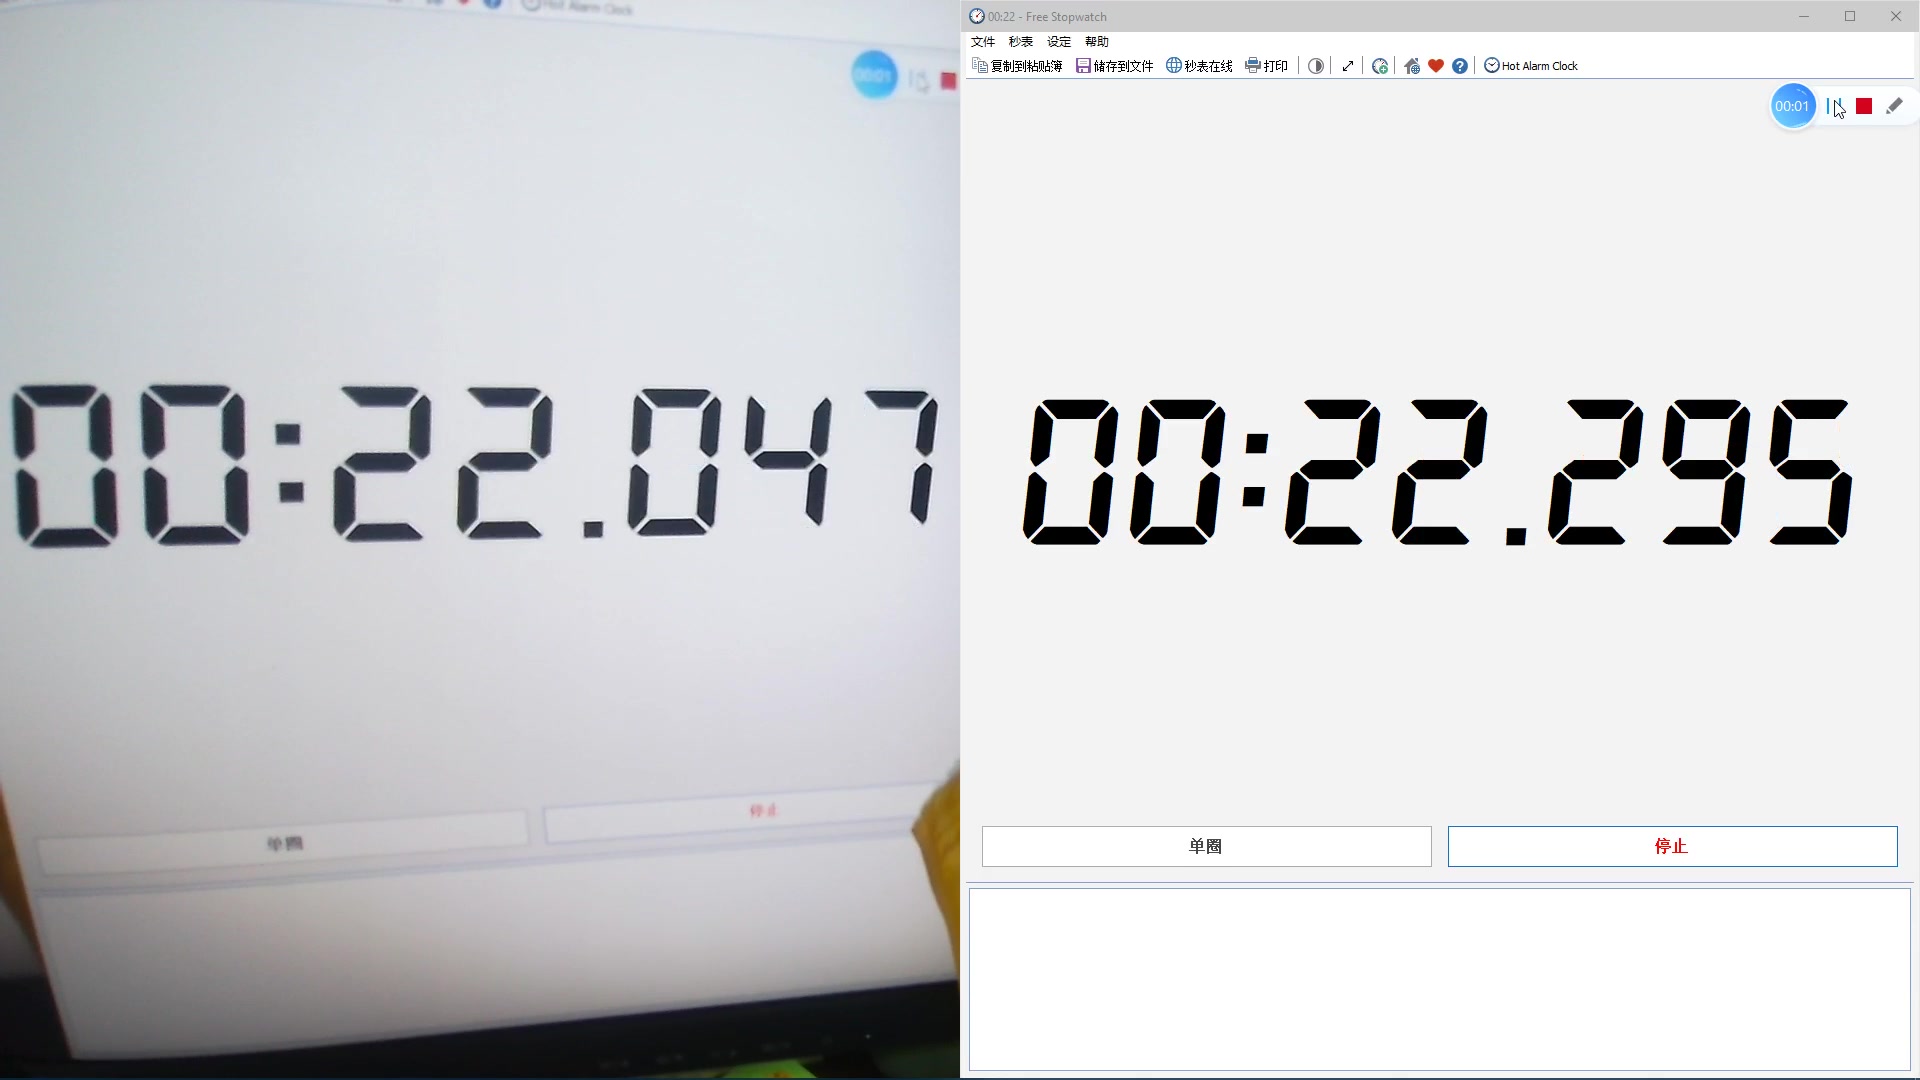 Hot Alarm Clock
00:01
00:22.047
单圈
停止
00:22 - Free Stopwatch
文件 秒表 设定 帮助
复制到粘贴簿 储存到文件 秒表在线 打印 Hot Alarm Clock
00:01
00:22.295
单圈
停止